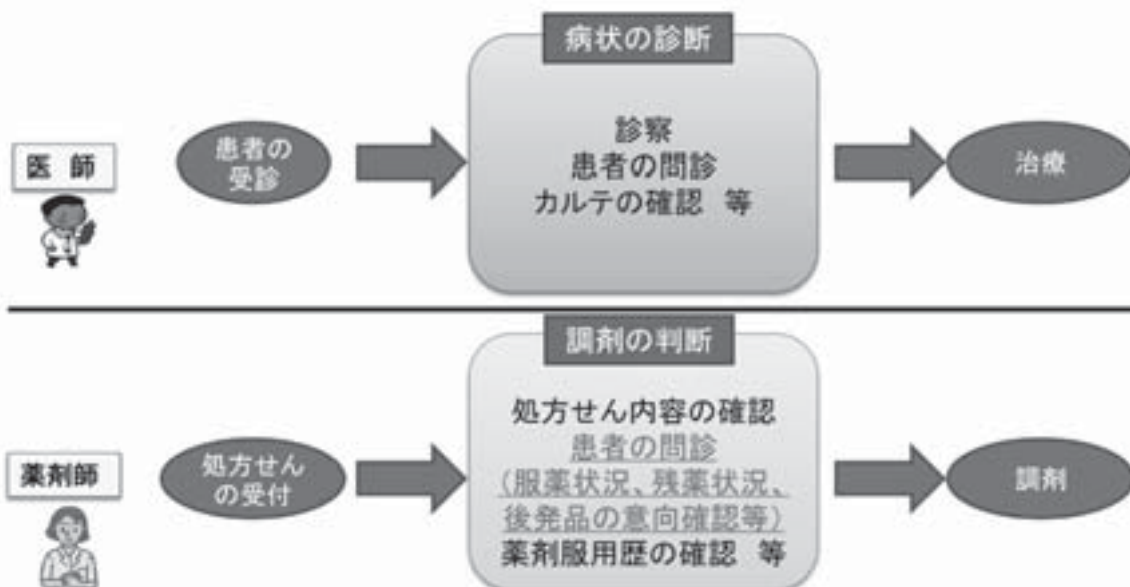 病状の診断
医 師
患者の
受診
診察
患者の問診
カルテの確認 等
治療
調剤の判断
薬剤師
処方せん
の受付
処方せん内容の確認
患者の問診
(服薬状況、残薬状況、
後発品の意向確認等)
薬剤服用歴の確認 等
調剤